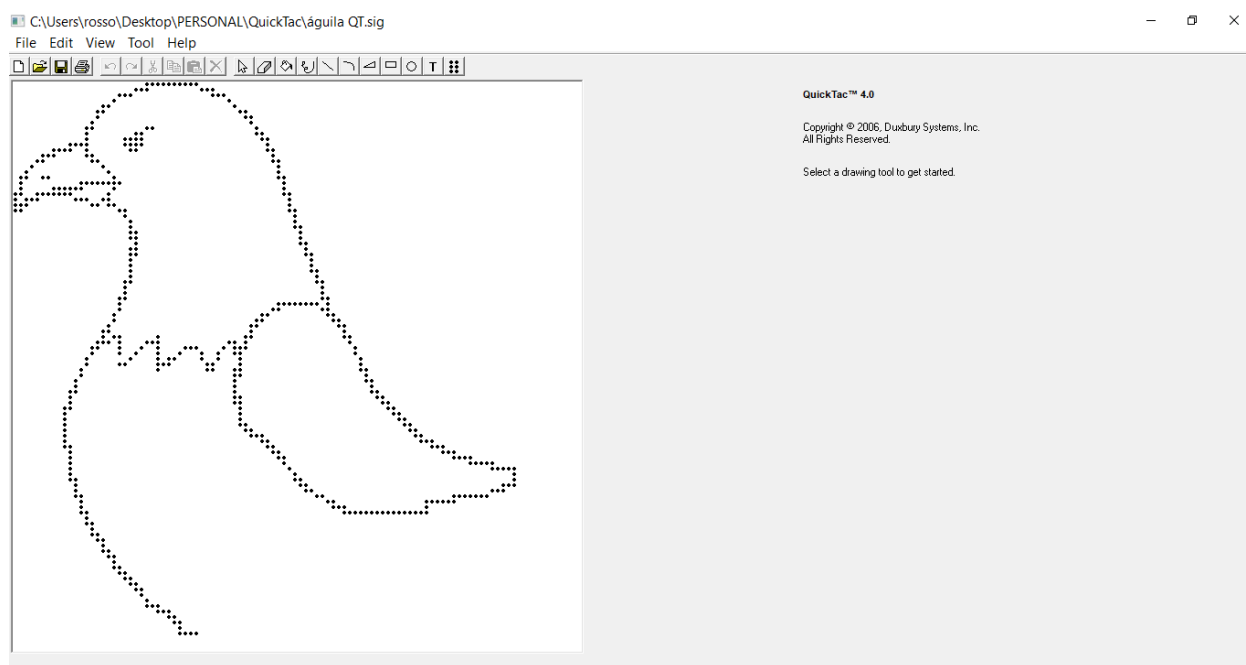 C:\Users\rosso\Desktop\PERSONAL\QuickTac\águila QT.sig
File Edit View Tool Help
T
QuickTac™ 4.0
Copyright © 2006, Duxbury Systems, Inc.
All Rights Reserved.
Select a drawing tool to get started.